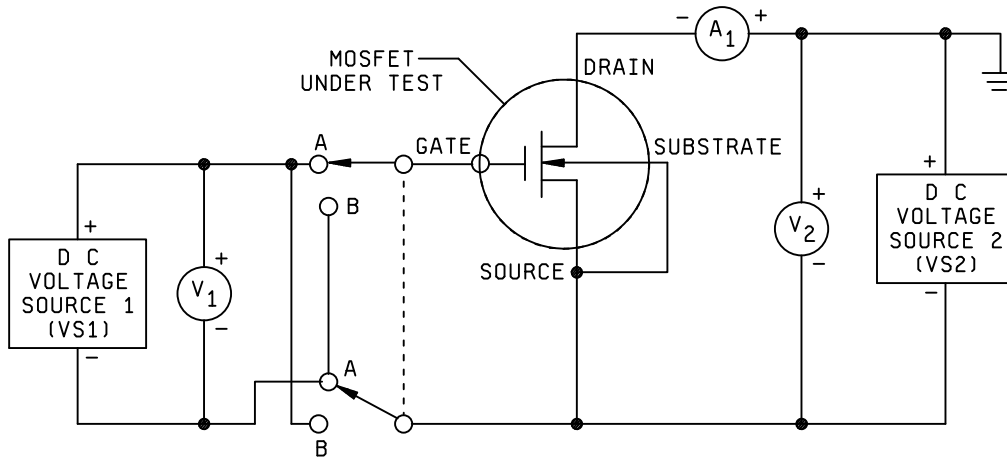 - A1 +
MOSFET
UNDER TEST
DRAIN
A
GATE
SUBSTRATE
+
+
B
+
D C
VOLTAGE
SOURCE 2
(VS2)
V2
D C
VOLTAGE
SOURCE 1
(VS1)
+
V1
-
SOURCE
-
-
-
A
B